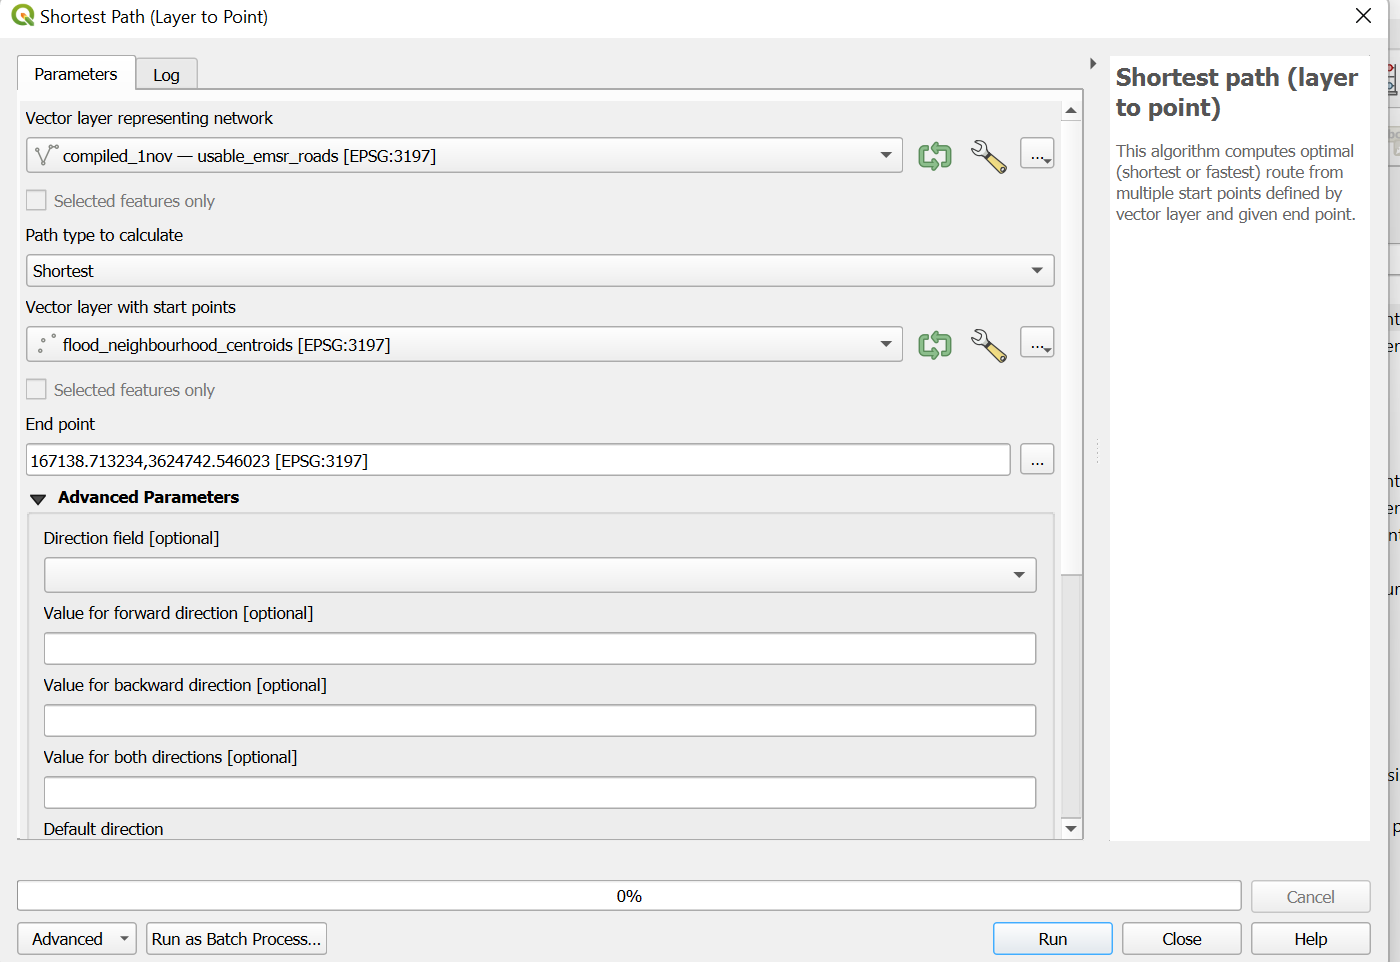 Shortest Path (Layer to Point)
Parameters
Log
Vector layer representing network
compiled_1nov — usable_emsr_roads [EPSG:3197]
...
Selected features only
Path type to calculate
Shortest
Vector layer with start points
flood_neighbourhood_centroids [EPSG:3197]
...
Selected features only
End point
167138.713234,3624742.546023 [EPSG:3197]
...
Advanced Parameters
Direction field [optional]
Value for forward direction [optional]
Value for backward direction [optional]
Value for both directions [optional]
Default direction
Shortest path (layer
to point)
This algorithm computes optimal
(shortest or fastest) route from
multiple start points defined by
vector layer and given end point.
0%
Cancel
Advanced
Run as Batch Process...
Run
Close
Help